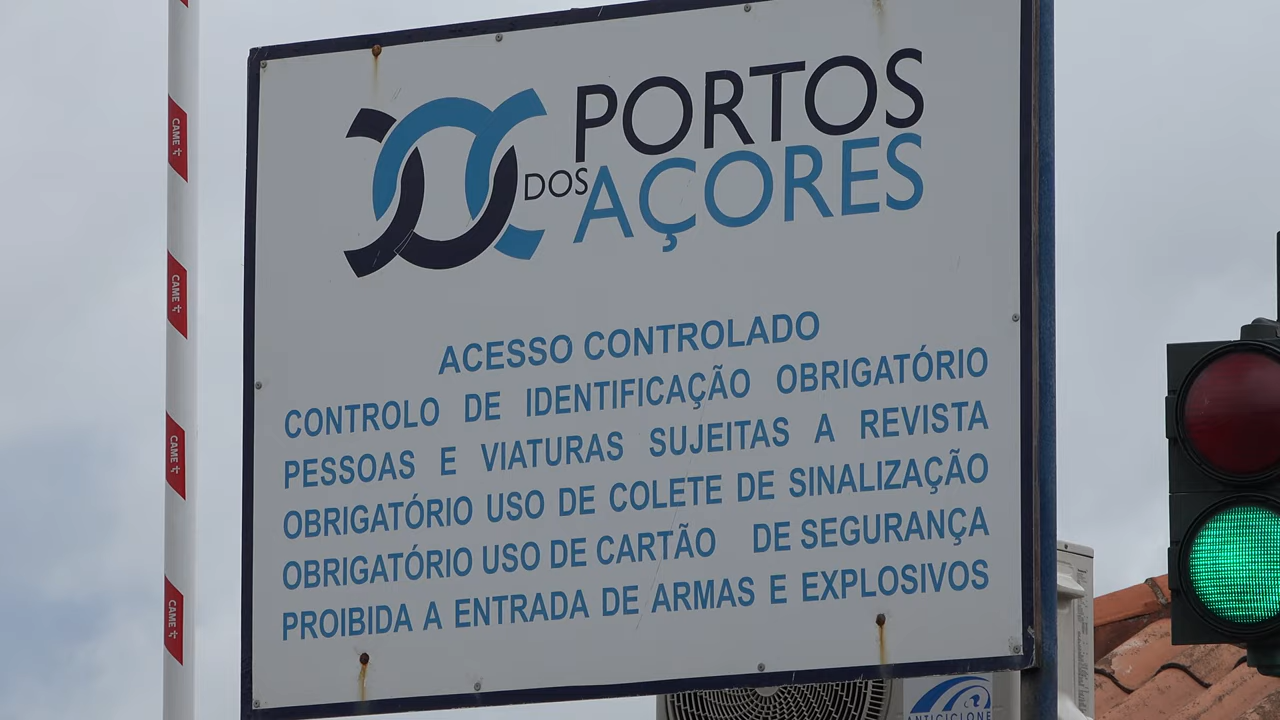 PORTOS
DOS AÇORES
ACESSO CONTROLADO
CONTROLO DE IDENTIFICAÇÃO OBRIGATÓRIO
PESSOAS E VIATURAS SUJEITAS A REVISTA
OBRIGATÓRIO USO DE COLETE DE SINALIZAÇÃO
OBRIGATÓRIO USO DE CARTÃO DE SEGURANÇA
PROIBIDA A ENTRADA DE ARMAS E EXPLOSIVOS
CAME
CAME
CAME
CAME
ANTICICLONE